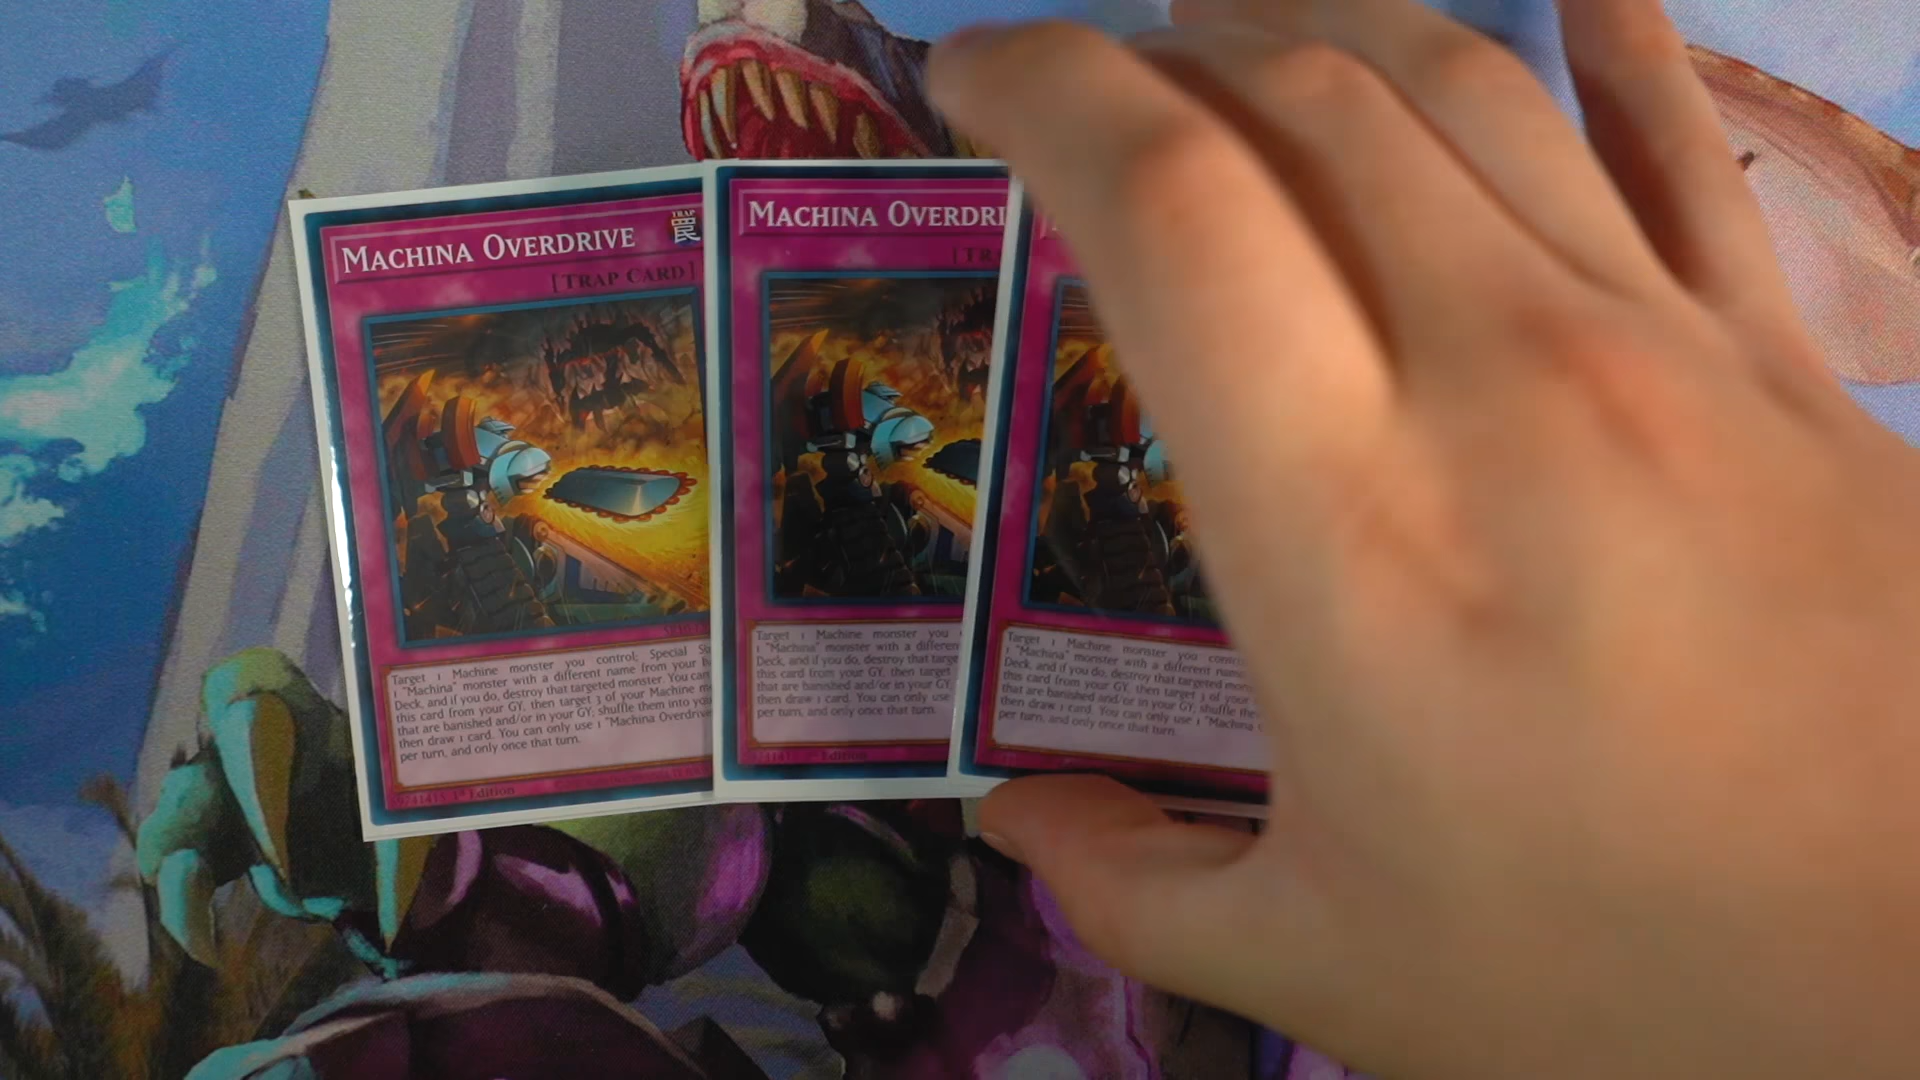 MACHINA OVERDRIVE
TRAP
罠
[TRAP CARD]
Target 1 Machine monster you control; Special
1 "Machina" monster with a different name from your
Deck, and if you do, destroy that targeted monster. You can
this card from your GY, then target 3 of your Machine
that are banished and/or in your GY; shuffle them into
then draw 1 card. You can only use 1 "Machina Overdrive
per turn, and only once that turn.
1st Edition
MACHINA OVERDRI
Target 1 Machine monster you
1 "Machina" monster with a differen
Deck, and if you do, destroy that targe
this card from your GY, then target
that are banished and/or in your GY
then draw 1 card. You can only use
per turn, and only once that turn.
1st Edition
Target 1 Machine monster you contro
1 "Machina" monster with a different name
Deck, and if you do, destroy that targeted mons
this card from your GY, then target 3 of your
that are banished and/or in your GY; shuffle the
then draw 1 card. You can only use 1 "Machina
per turn, and only once that turn.